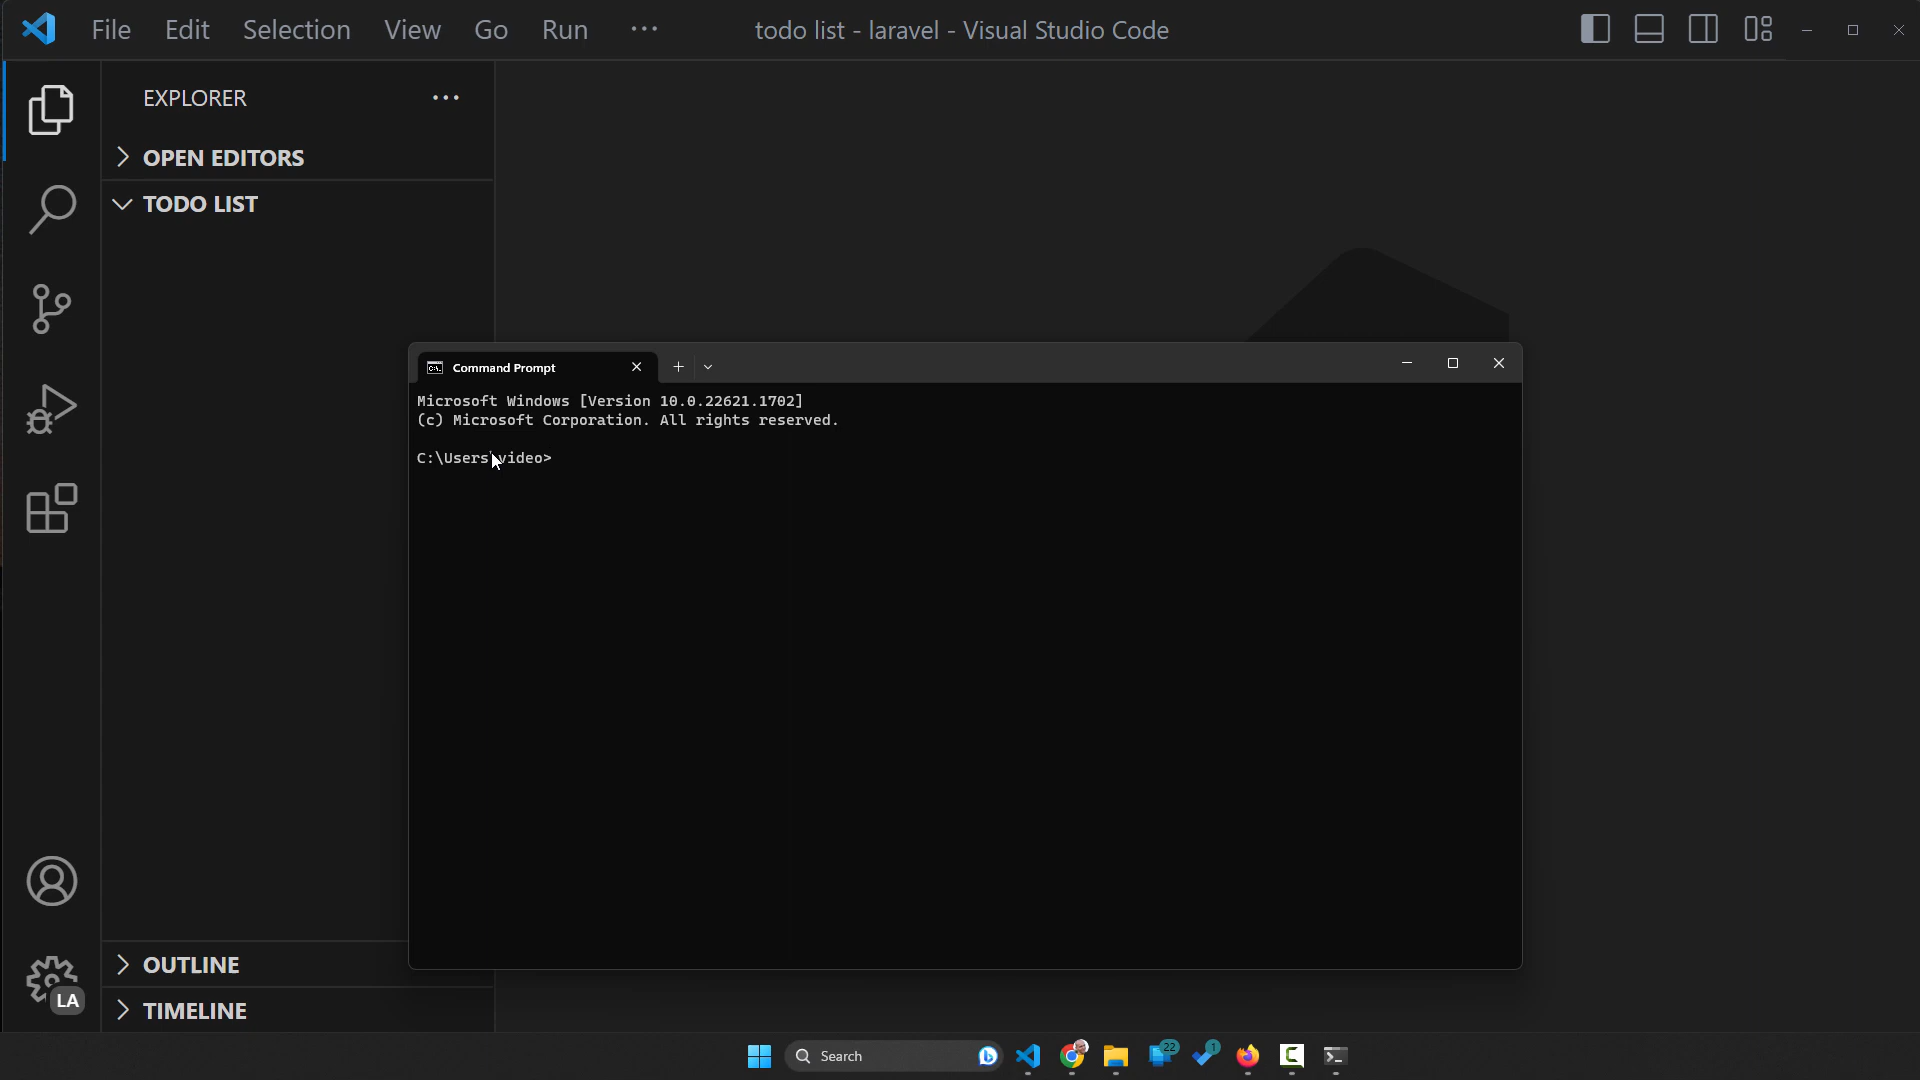 File Edit Selection View Go Run ···
todo list - laravel - Visual Studio Code
EXPLORER ···
OPEN EDITORS
TODO LIST
Command Prompt
Microsoft Windows [Version 10.0.22621.1702]
(c) Microsoft Corporation. All rights reserved.
C:\Users\video>
OUTLINE
LA
TIMELINE
Search
22
1